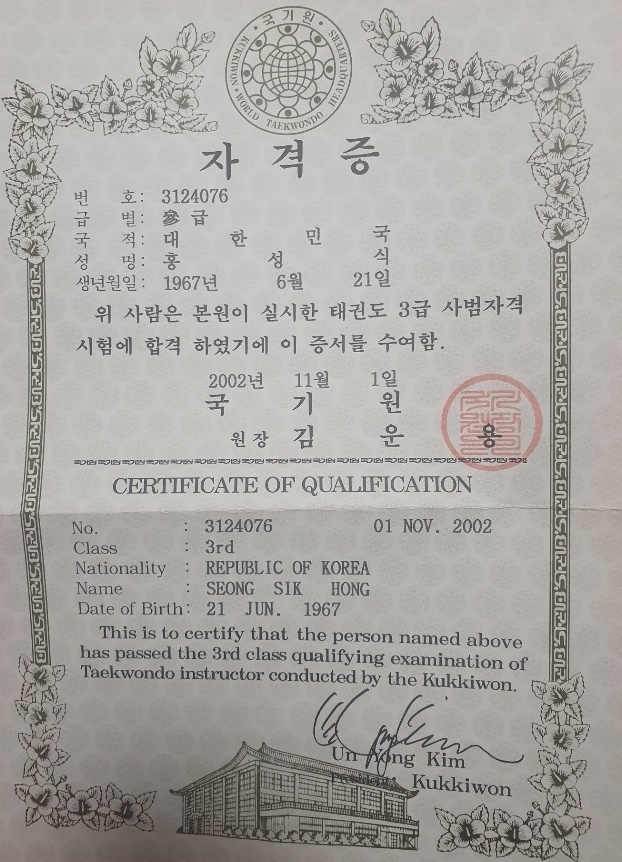 ·국기원·
KUKKIWON · WORLD TAEKWONDO HEADQUARTERS
자 격 증
번 호: 3124076
급 별: 參 급
국 적: 대 한 민 국
성 명: 홍 성 식
생년월일: 1967년 6월 21일
위 사람은 본원이 실시한 태권도 3급 사범자격
시험에 합격 하였기에 이 증서를 수여함.
2002년 11월 1일
국 기 원
원장 김 운 용
CERTIFICATE OF QUALIFICATION
No. : 3124076 01 NOV. 2002
Class : 3rd
Nationality : REPUBLIC OF KOREA
Name : SEONG SIK HONG
Date of Birth: 21 JUN. 1967
This is to certify that the person named above
has passed the 3rd class qualifying examination of
Taekwondo instructor conducted by the Kukkiwon.
Un Yong Kim
President, Kukkiwon